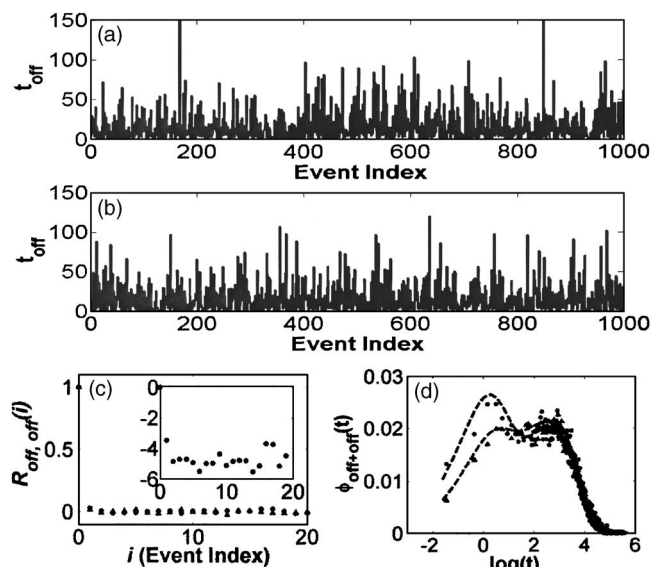 (a)
t_off
150
100
50
0
0 200 400 600 800 1000
Event Index
(b)
t_off
150
100
50
0
0 200 400 600 800 1000
Event Index
(c)
R_off, off(i)
1
0.5
0
0 10 20
i (Event Index)
0
-2
-4
-6
0 10 20
(d)
ϕ_off+off(t)
0.03
0.02
0.01
0
-2 0 2 4 6
log(t)